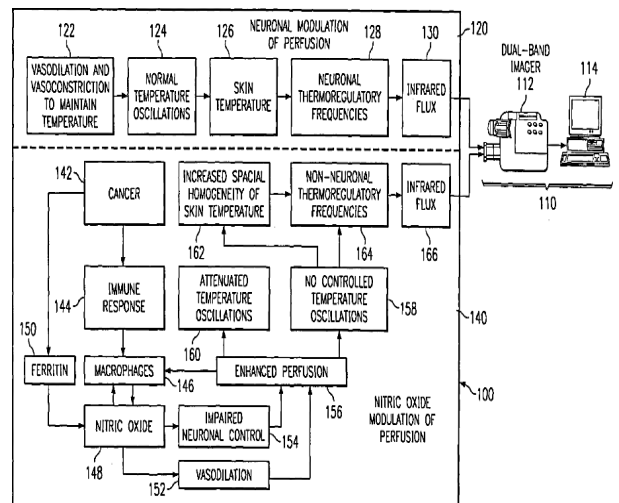 NEURONAL MODULATION
OF PERFUSION
120
122
124
126
128
130
VASODILATION AND
VASOCONSTRICTION
TO MAINTAIN
TEMPERATURE
NORMAL
TEMPERATURE
OSCILLATIONS
SKIN
TEMPERATURE
NEURONAL
THERMOREGULATORY
FREQUENCIES
INFRARED
FLUX
DUAL-BAND
IMAGER
112
114
110
142
CANCER
INCREASED SPACIAL
HOMOGENEITY OF
SKIN TEMPERATURE
162
NON-NEURONAL
THERMOREGULATORY
FREQUENCIES
164
INFRARED
FLUX
166
144
IMMUNE
RESPONSE
ATTENUATED
TEMPERATURE
OSCILLATIONS
160
NO CONTROLLED
TEMPERATURE
OSCILLATIONS
158
140
150
FERRITIN
MACROPHAGES
146
ENHANCED PERFUSION
156
100
NITRIC OXIDE
148
IMPAIRED
NEURONAL CONTROL
154
NITRIC OXIDE
MODULATION OF
PERFUSION
152
VASODILATION